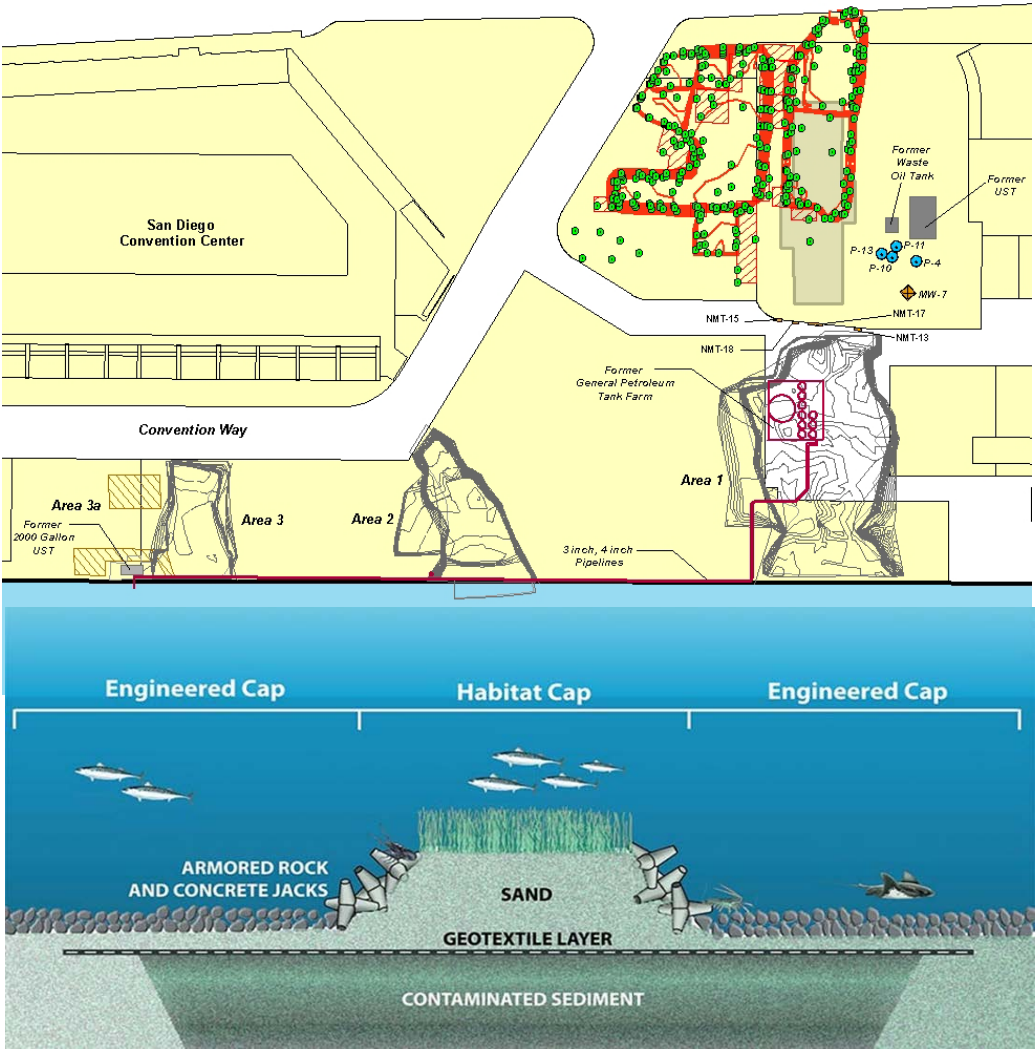 San Diego
Convention Center
Former
Waste
Oil Tank
Former
UST
P-11
P-13
P-10
P-4
MW-7
NMT-17
NMT-15
NMT-13
NMT-18
Former
General Petroleum
Tank Farm
Convention Way
Area 3a
Former
2000 Gallon
UST
Area 3
Area 2
Area 1
3 inch, 4 inch
Pipelines
Engineered Cap
Habitat Cap
Engineered Cap
ARMORED ROCK
AND CONCRETE JACKS
SAND
GEOTEXTILE LAYER
CONTAMINATED SEDIMENT